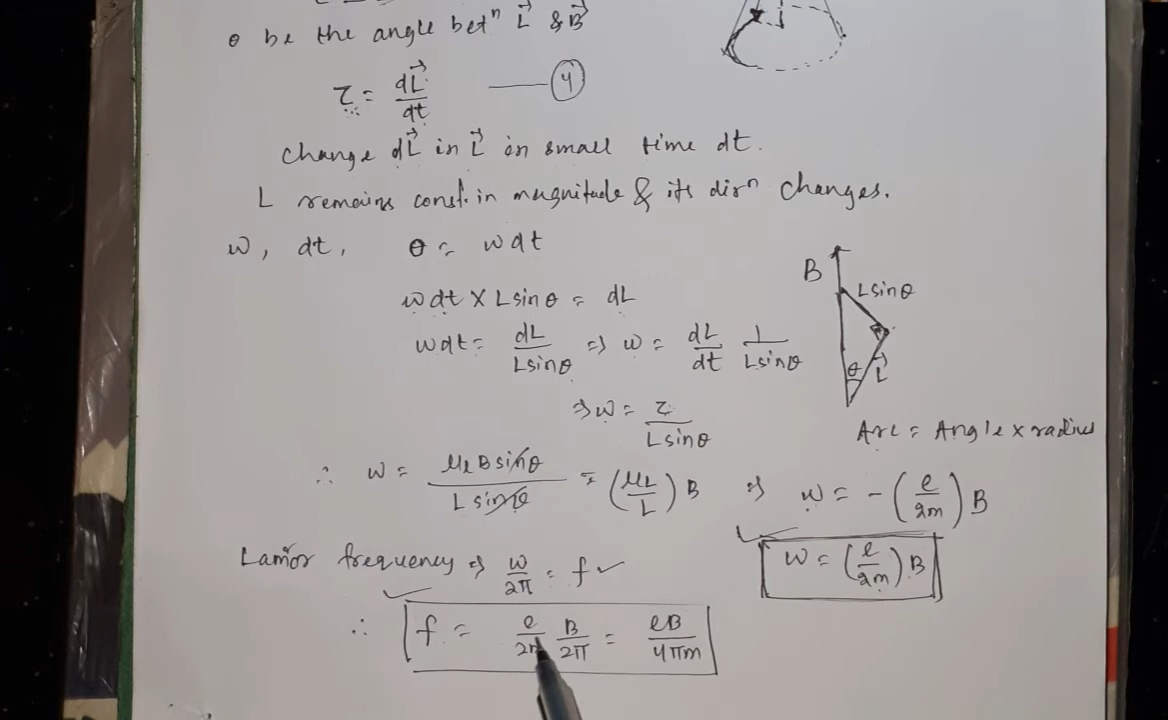 θ be the angle betⁿ L⃗ & B⃗
τ = dL⃗/dt —— (4)
Change dL⃗ in L⃗ in small time dt.
L remains const. in magnitude & its dirⁿ changes.
ω, dt, θ = ωdt
ωdt × L sinθ = dL
ωdt = dL/L sinθ ⇒ ω = dL/dt 1/L sinθ
⇒ ω = τ/L sinθ
B
L sinθ
θ
L⃗
Arc = Angle × radius
∴ ω = μ_L B sinθ/L sinθ = (μ_L/L) B ⇒ ω = -(e/2m) B
ω = (e/2m) B
Lamor frequency ⇒ ω/2π = f ✓
∴ f = e/2m B/2π = eB/4πm